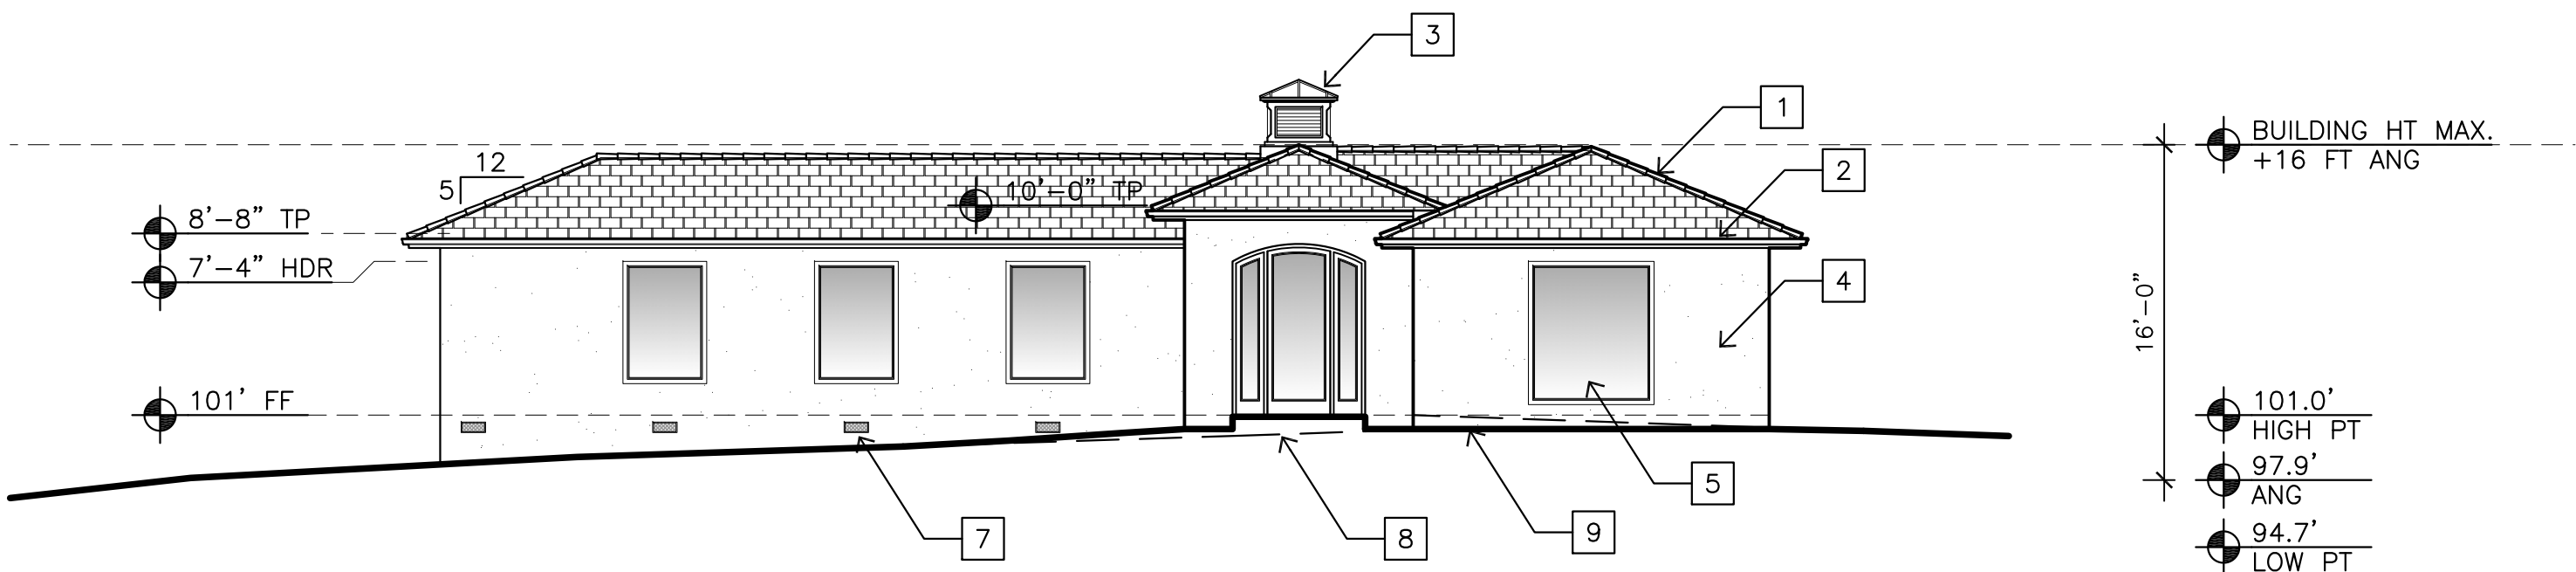 3
1
BUILDING HT MAX.
+16 FT ANG
12
5
2
10'-0" TP
8'-8" TP
7'-4" HDR
4
16'-0"
101' FF
101.0'
HIGH PT
97.9'
ANG
5
7
8
9
94.7'
LOW PT